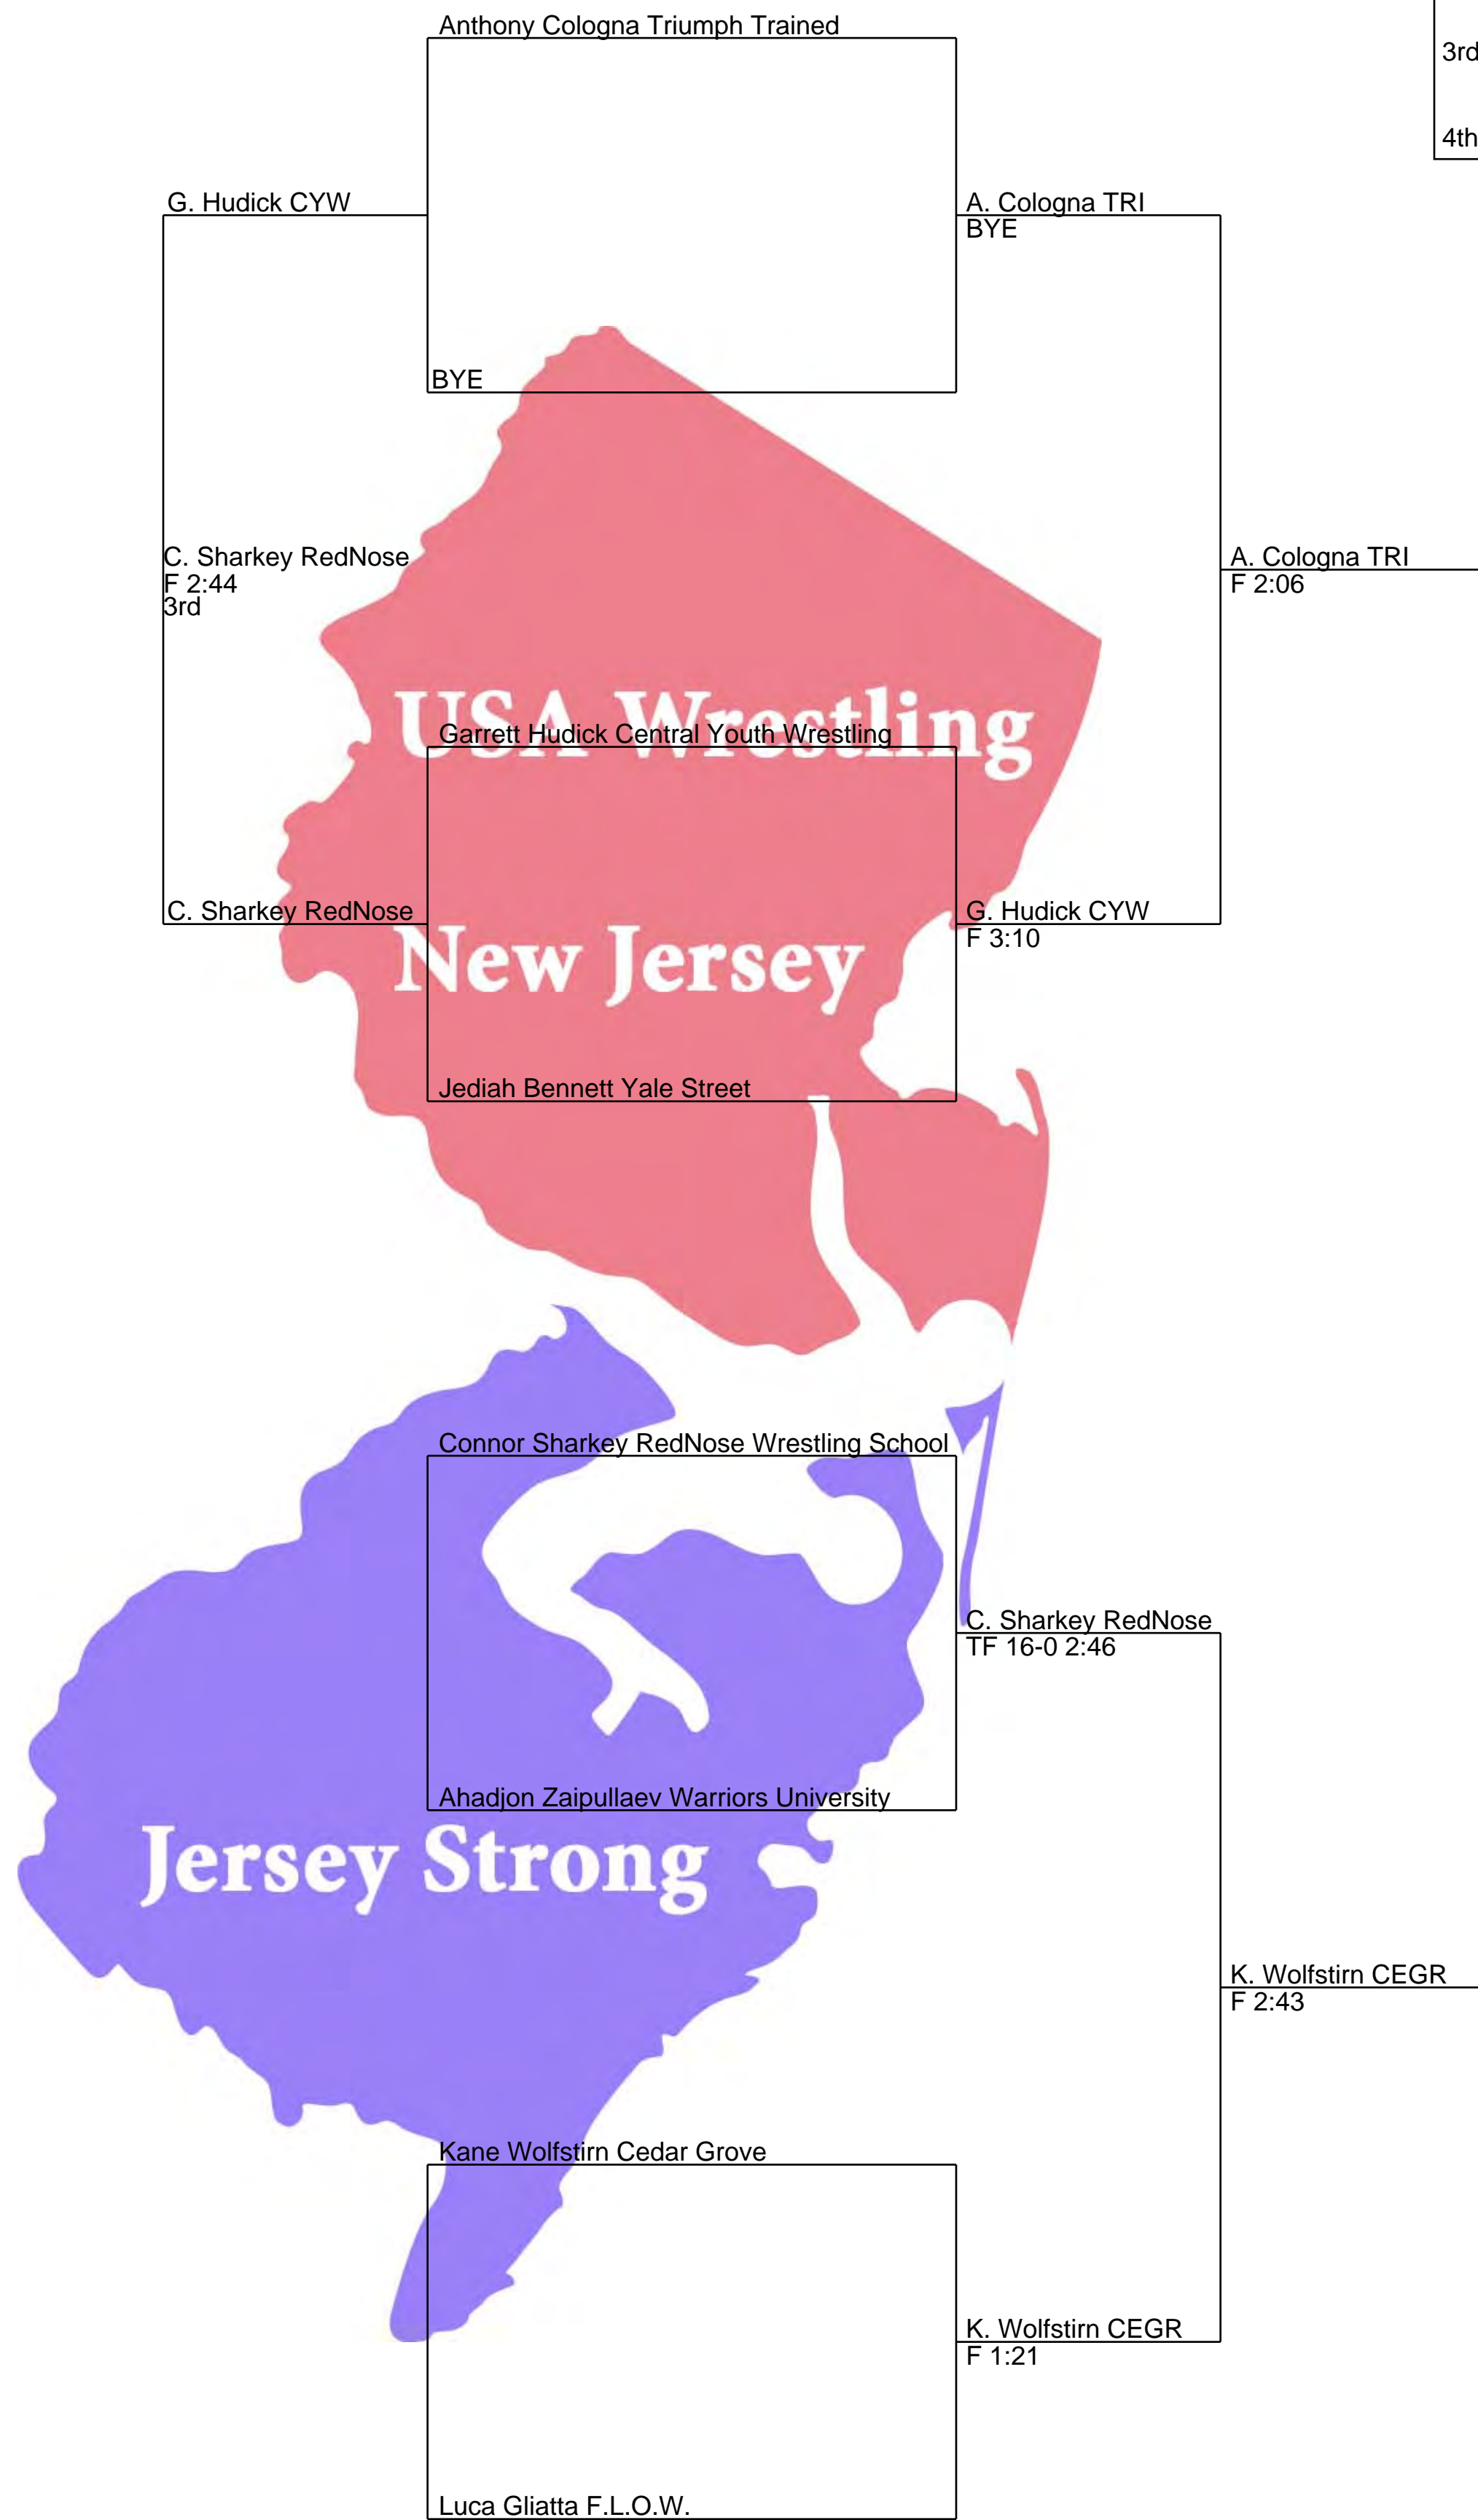 Anthony Cologna Triumph Trained
3rd
4th
G. Hudick CYW
A. Cologna TRI
BYE
BYE
C. Sharkey RedNose
F 2:44
3rd
A. Cologna TRI
F 2:06
USA Wrestling
Garrett Hudick Central Youth Wrestling
C. Sharkey RedNose
G. Hudick CYW
F 3:10
New Jersey
Jediah Bennett Yale Street
Connor Sharkey RedNose Wrestling School
C. Sharkey RedNose
TF 16-0 2:46
Ahadjon Zaipullaev Warriors University
Jersey Strong
K. Wolfstirn CEGR
F 2:43
Kane Wolfstirn Cedar Grove
K. Wolfstirn CEGR
F 1:21
Luca Gliatta F.L.O.W.